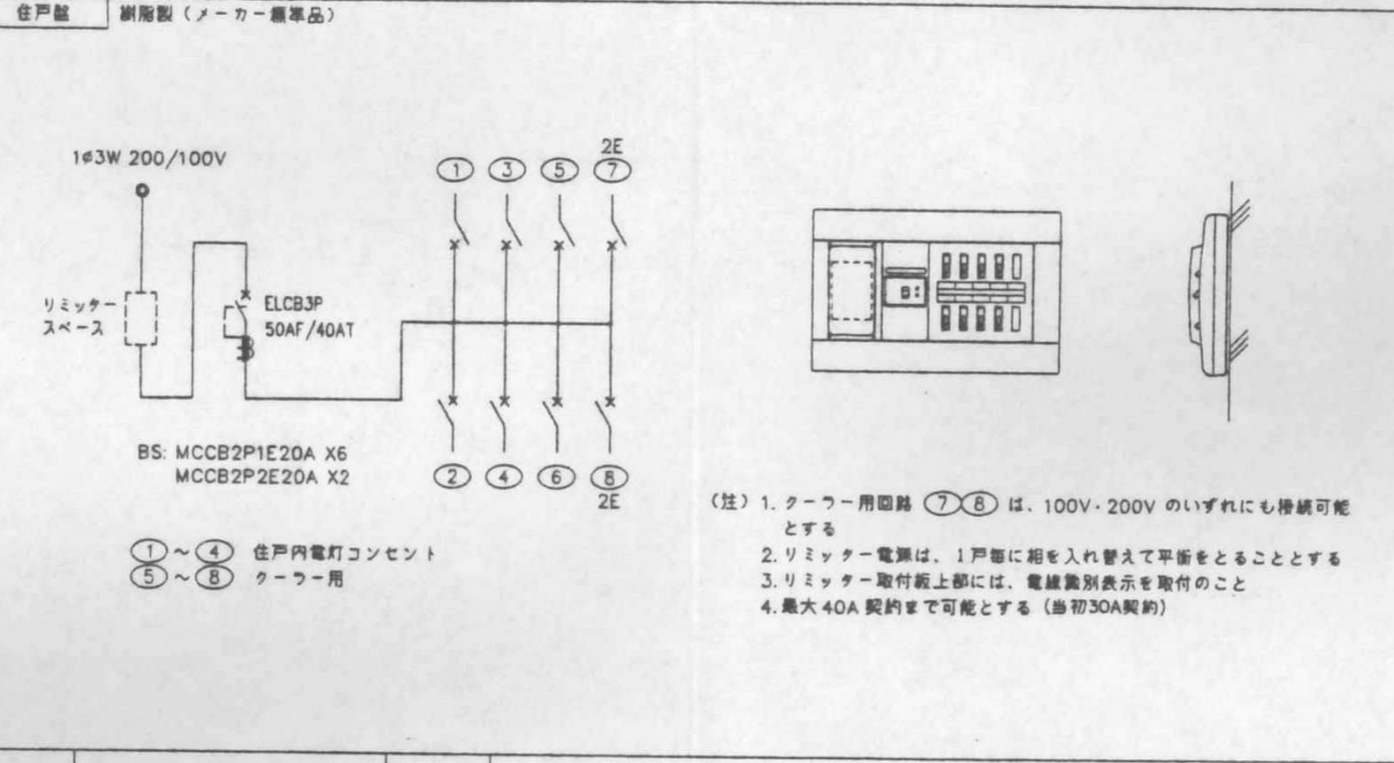 住戸盤 樹脂製(メーカー標準品)
1φ3W 200/100V
リミッター
スペース
ELCB3P
50AF/40AT
2E
① ③ ⑤ ⑦
② ④ ⑥ ⑧
2E
BS: MCCB2P1E20A X6
MCCB2P2E20A X2
①~④ 住戸内電灯コンセント
⑤~⑧ クーラー用
(注) 1. クーラー用回路 ⑦⑧ は、100V・200V のいずれにも接続可能
とする
2. リミッター電源は、1戸毎に相を入れ替えて平衡をとることとする
3. リミッター取付板上部には、電線識別表示を取付のこと
4. 最大40A 契約まで可能とする (当初30A契約)